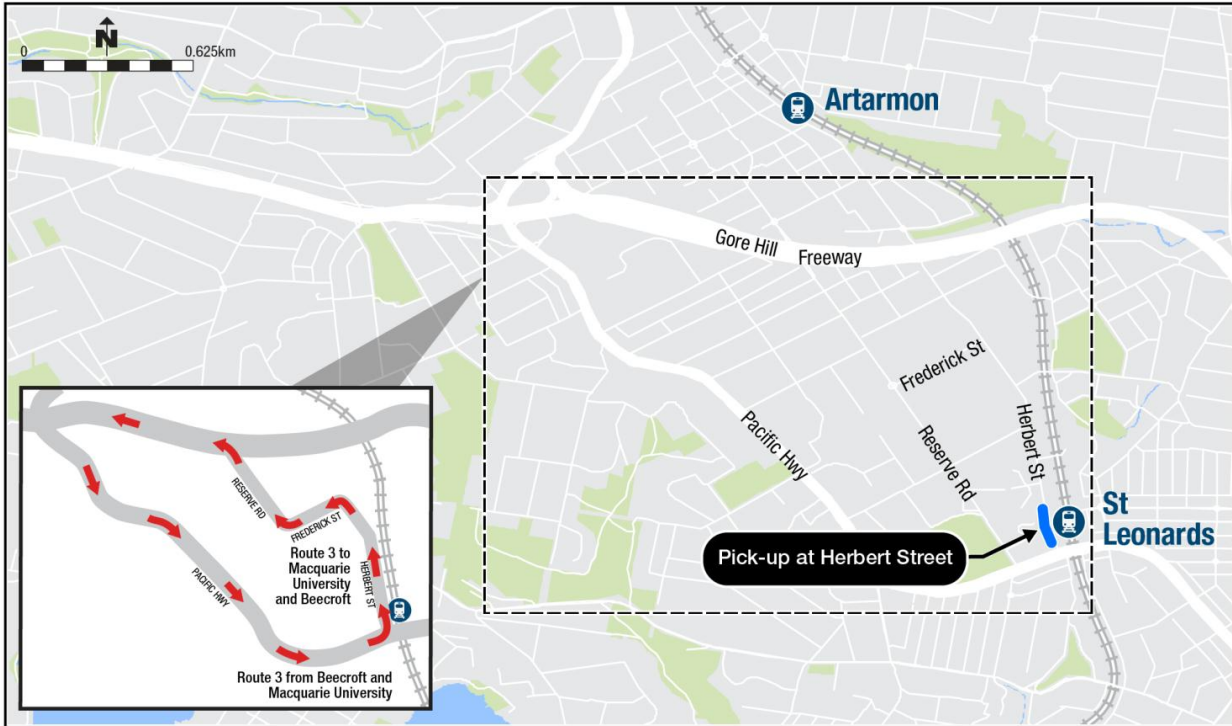 N
0
0.625km
Artarmon
Gore Hill Freeway
Frederick St
Pacific Hwy
Reserve Rd
Herbert St
St
Leonards
Pick-up at Herbert Street
RESERVE RD
FREDERICK ST
Route 3 to
Macquarie
University
and Beecroft
HERBERT ST
PACIFIC HWY
Route 3 from Beecroft and
Macquarie University